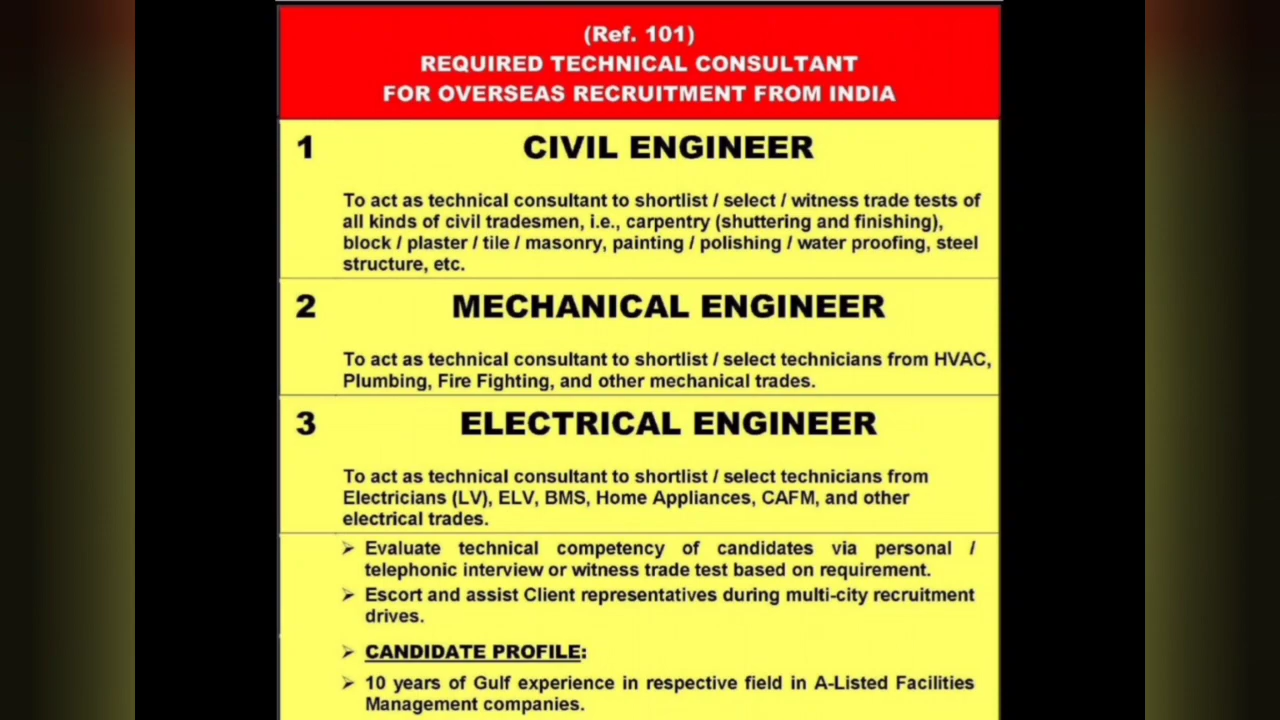 (Ref. 101)
REQUIRED TECHNICAL CONSULTANT
FOR OVERSEAS RECRUITMENT FROM INDIA
1 CIVIL ENGINEER
To act as technical consultant to shortlist / select / witness trade tests of
all kinds of civil tradesmen, i.e., carpentry (shuttering and finishing),
block / plaster / tile / masonry, painting / polishing / water proofing, steel
structure, etc.
2 MECHANICAL ENGINEER
To act as technical consultant to shortlist / select technicians from HVAC,
Plumbing, Fire Fighting, and other mechanical trades.
3 ELECTRICAL ENGINEER
To act as technical consultant to shortlist / select technicians from
Electricians (LV), ELV, BMS, Home Appliances, CAFM, and other
electrical trades.
➢ Evaluate technical competency of candidates via personal /
telephonic interview or witness trade test based on requirement.
➢ Escort and assist Client representatives during multi-city recruitment
drives.
➢ CANDIDATE PROFILE:
➢ 10 years of Gulf experience in respective field in A-Listed Facilities
Management companies.